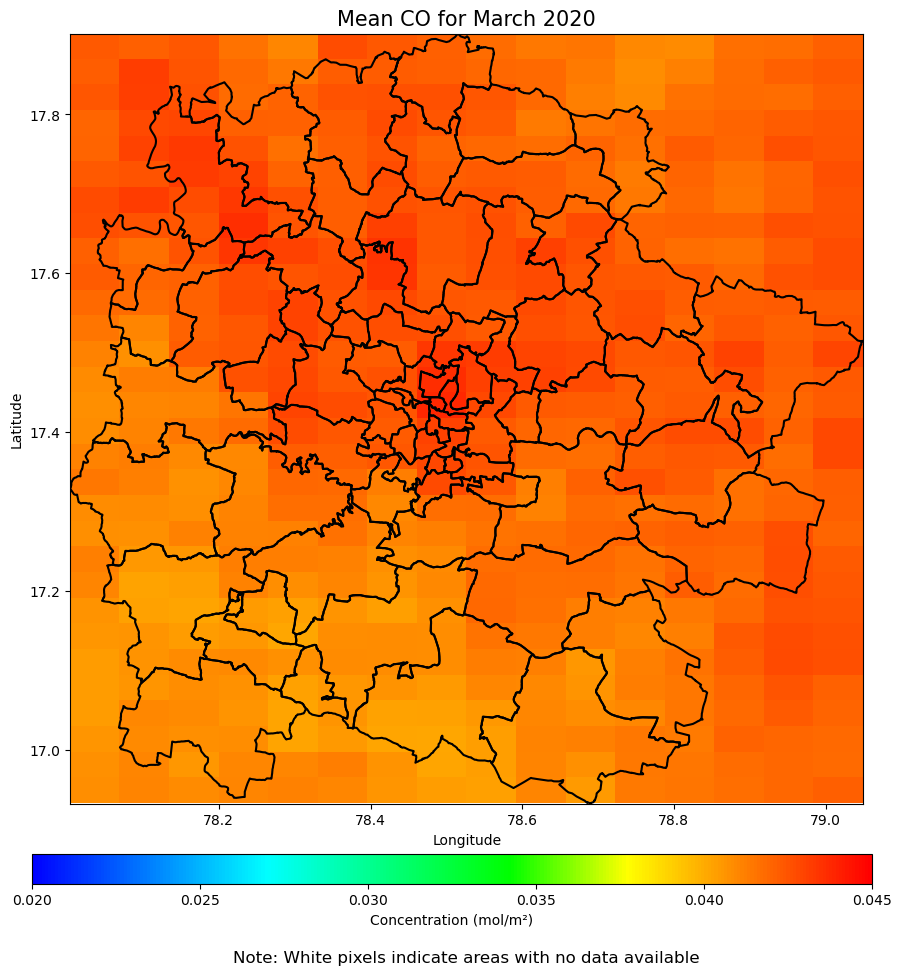 Mean CO for March 2020
17.8
17.6
17.4
17.2
17.0
Latitude
78.2 78.4 78.6 78.8 79.0
Longitude
0.020 0.025 0.030 0.035 0.040 0.045
Concentration (mol/m²)
Note: White pixels indicate areas with no data available